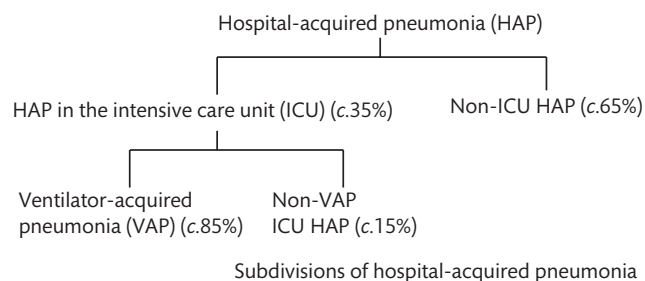 Hospital-acquired pneumonia (HAP)
HAP in the intensive care unit (ICU) (c.35%)
Non-ICU HAP (c.65%)
Ventilator-acquired
pneumonia (VAP) (c.85%)
Non-VAP
ICU HAP (c.15%)
Subdivisions of hospital-acquired pneumonia